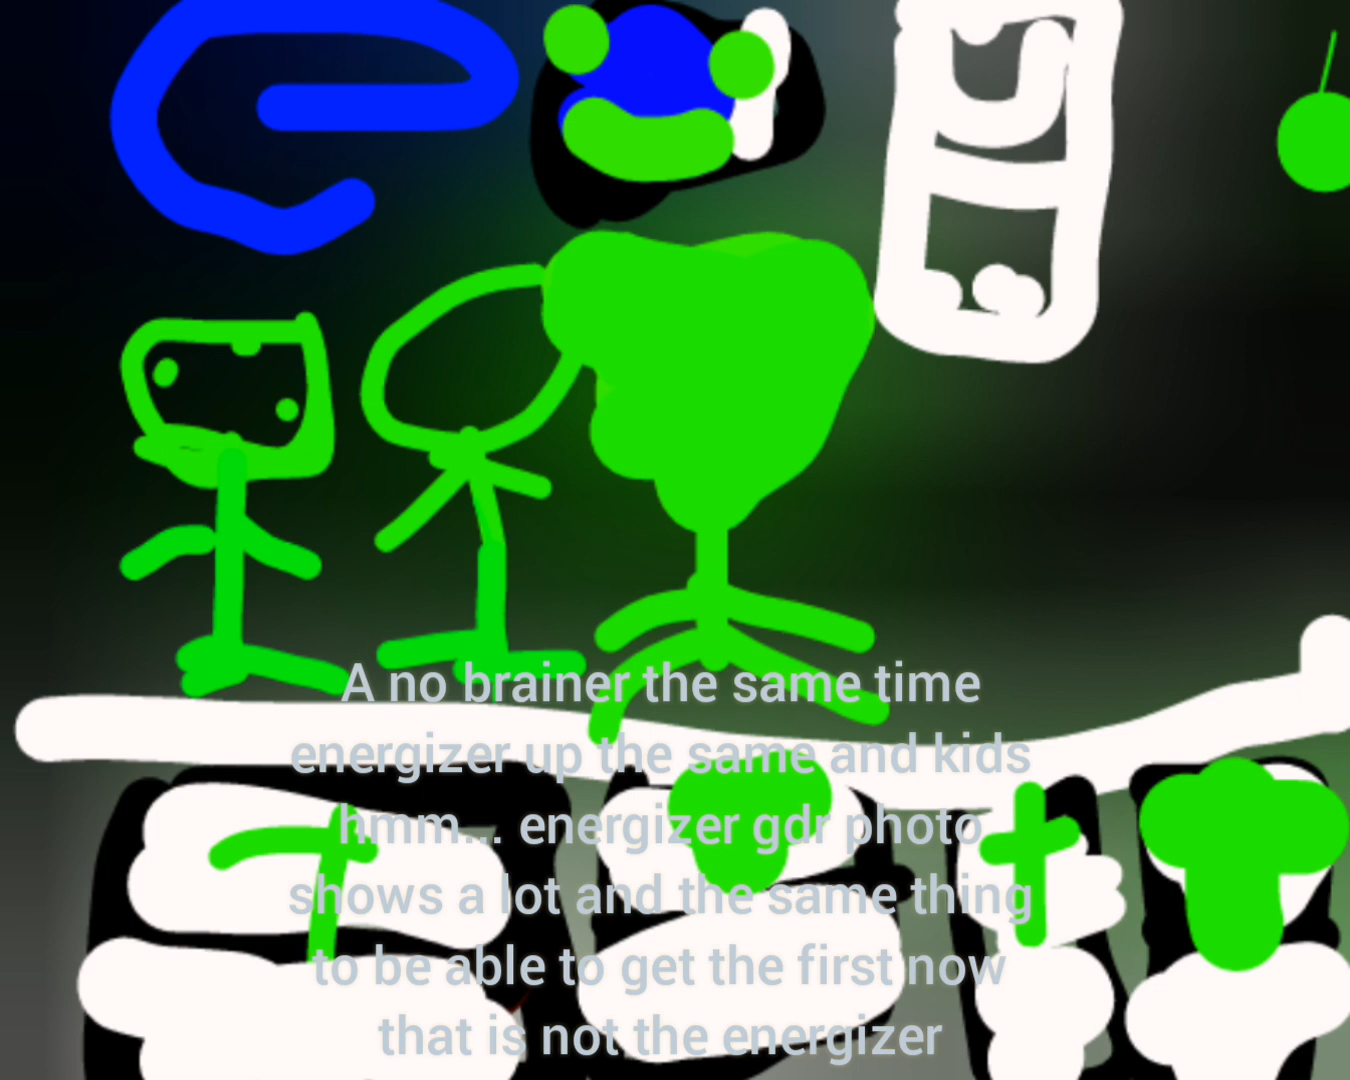 A no brainer the same time
energizer up the same and kids
hmm... energizer gdr photo
shows a lot and the same thing
to be able to get the first now
that is not the energizer